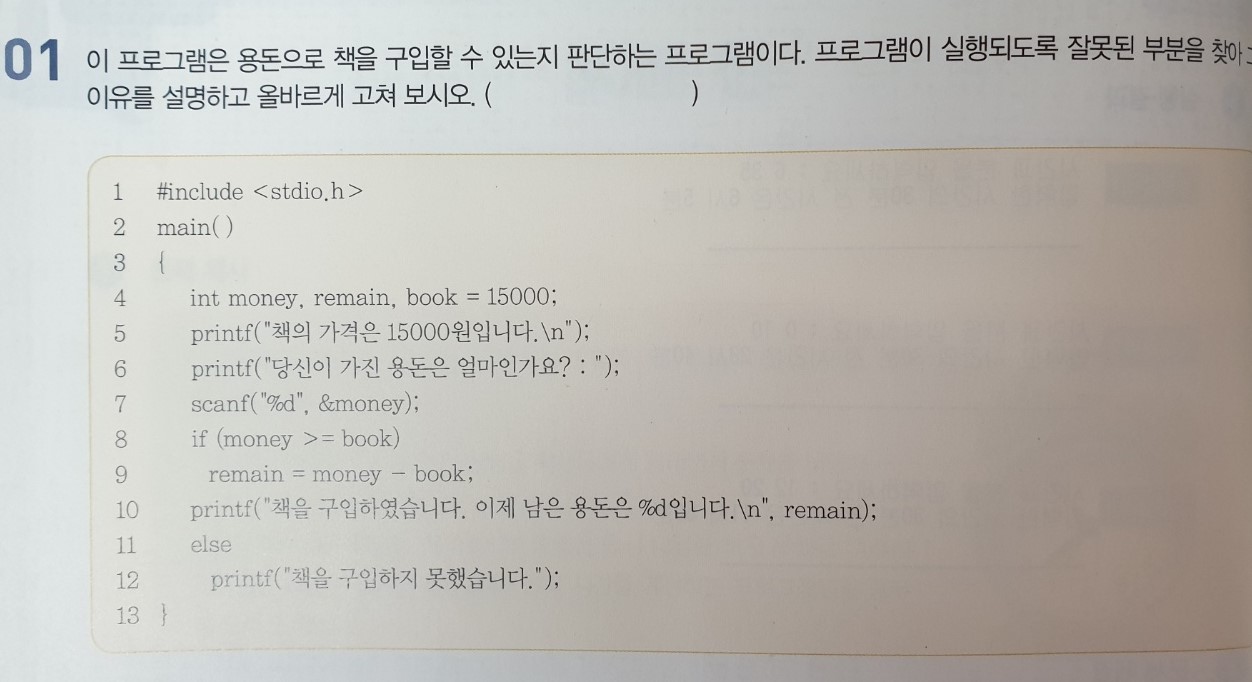 01 이 프로그램은 용돈으로 책을 구입할 수 있는지 판단하는 프로그램이다. 프로그램이 실행되도록 잘못된 부분을 찾아
이유를 설명하고 올바르게 고쳐 보시오. ( )
1 #include <stdio.h>
2 main( )
3 {
4 int money, remain, book = 15000;
5 printf("책의 가격은 15000원입니다.\n");
6 printf("당신이 가진 용돈은 얼마인가요? : ");
7 scanf("%d", &money);
8 if (money >= book)
9 remain = money - book;
10 printf("책을 구입하였습니다. 이제 남은 용돈은 %d입니다.\n", remain);
11 else
12 printf("책을 구입하지 못했습니다.");
13 }